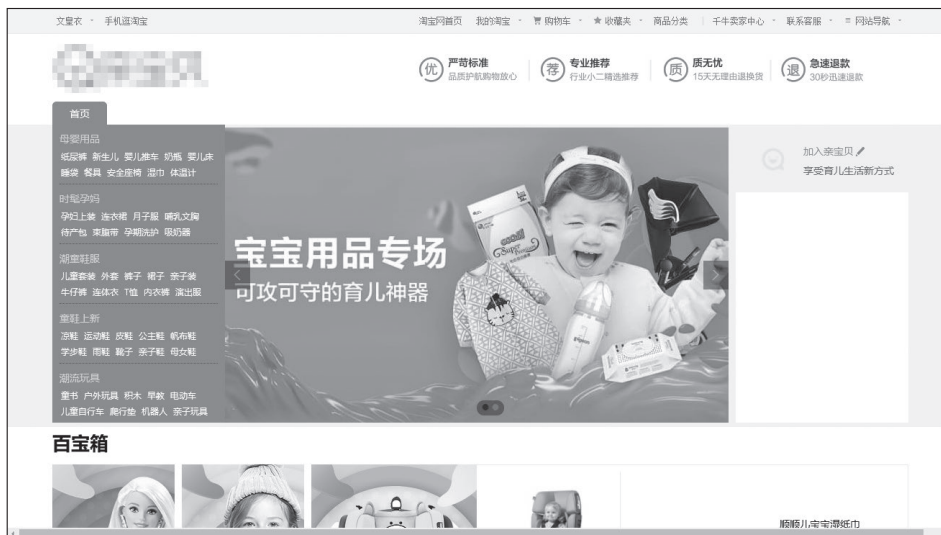 文皇衣 手机逛淘宝 淘宝网首页 我的淘宝 购物车 收藏夹 商品分类 千牛卖家中心 联系客服 网站导航
优 严苛标准 品质护航购物放心
荐 专业推荐 行业小二精选推荐
质 质无忧 15天无理由退换货
退 急速退款 30秒迅速退款
首页
母婴用品
纸尿裤 新生儿 婴儿推车 奶瓶 婴儿床
睡袋 餐具 安全座椅 湿巾 体温计
时髦孕妈
孕妇上装 连衣裙 月子服 哺乳文胸
待产包 束腹带 孕期洗护 吸奶器
潮童鞋服
儿童套装 外套 裤子 裙子 亲子装
牛仔裤 连体衣 T恤 内衣裤 演出服
童鞋上新
凉鞋 运动鞋 皮鞋 公主鞋 帆布鞋
学步鞋 雨鞋 靴子 亲子鞋 母女鞋
潮流玩具
童书 户外玩具 积木 早教 电动车
儿童自行车 爬行垫 机器人 亲子玩具
宝宝用品专场
可攻可守的育儿神器
加入亲宝贝
享受育儿生活新方式
百宝箱
顺顺儿宝宝湿纸巾